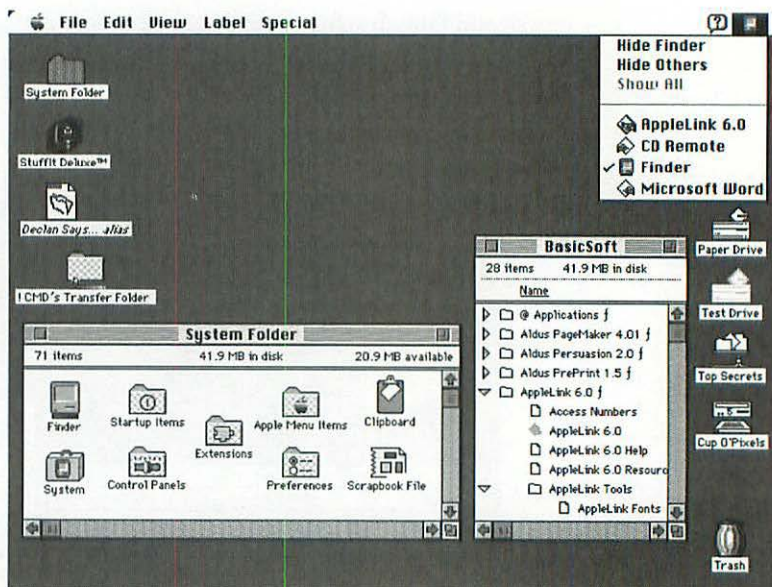 File Edit View Label Special
Hide Finder
Hide Others
Show All
AppleLink 6.0
CD Remote
Finder
Microsoft Word
System Folder
StuffIt Deluxe™
Declan Says... alias
! CMD's Transfer Folder
Paper Drive
Test Drive
Top Secrets
Cup O'Pixels
Trash
System Folder
71 items 41.9 MB in disk 20.9 MB available
Finder
Startup Items
Extensions
Apple Menu Items
Clipboard
System
Control Panels
Preferences
Scrapbook File
BasicSoft
28 items 41.9 MB in disk
Name
@ Applications ƒ
Aldus PageMaker 4.01 ƒ
Aldus Persuasion 2.0 ƒ
Aldus PrePrint 1.5 ƒ
AppleLink 6.0 ƒ
Access Numbers
AppleLink 6.0
AppleLink 6.0 Help
AppleLink 6.0 Resourc
AppleLink Tools
AppleLink Fonts